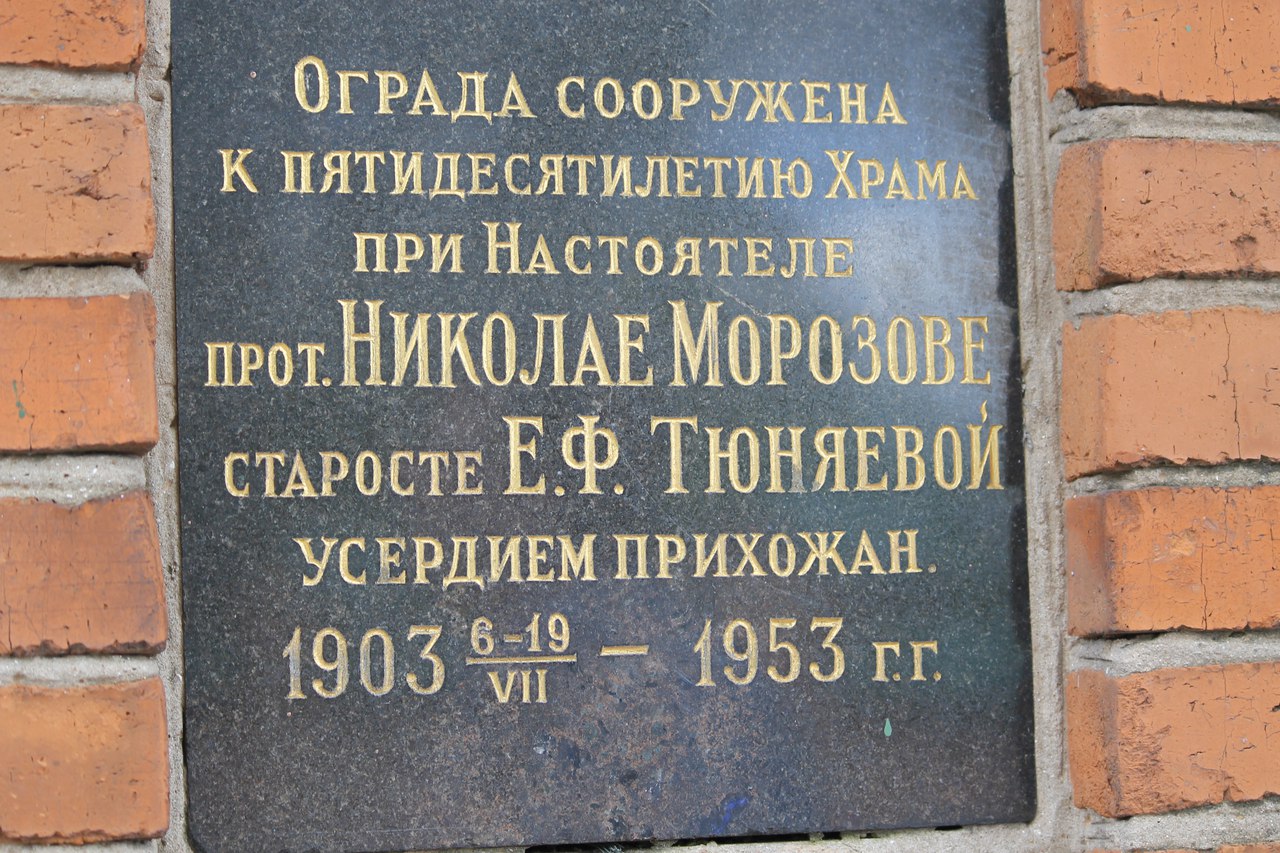 Ограда сооружена
к пятидесятилетию Храма
при Настоятеле
прот. Николае Морозове
старосте Е.Ф. Тюняевой
усердием прихожан.
1903 6-19/VII – 1953 г.г.